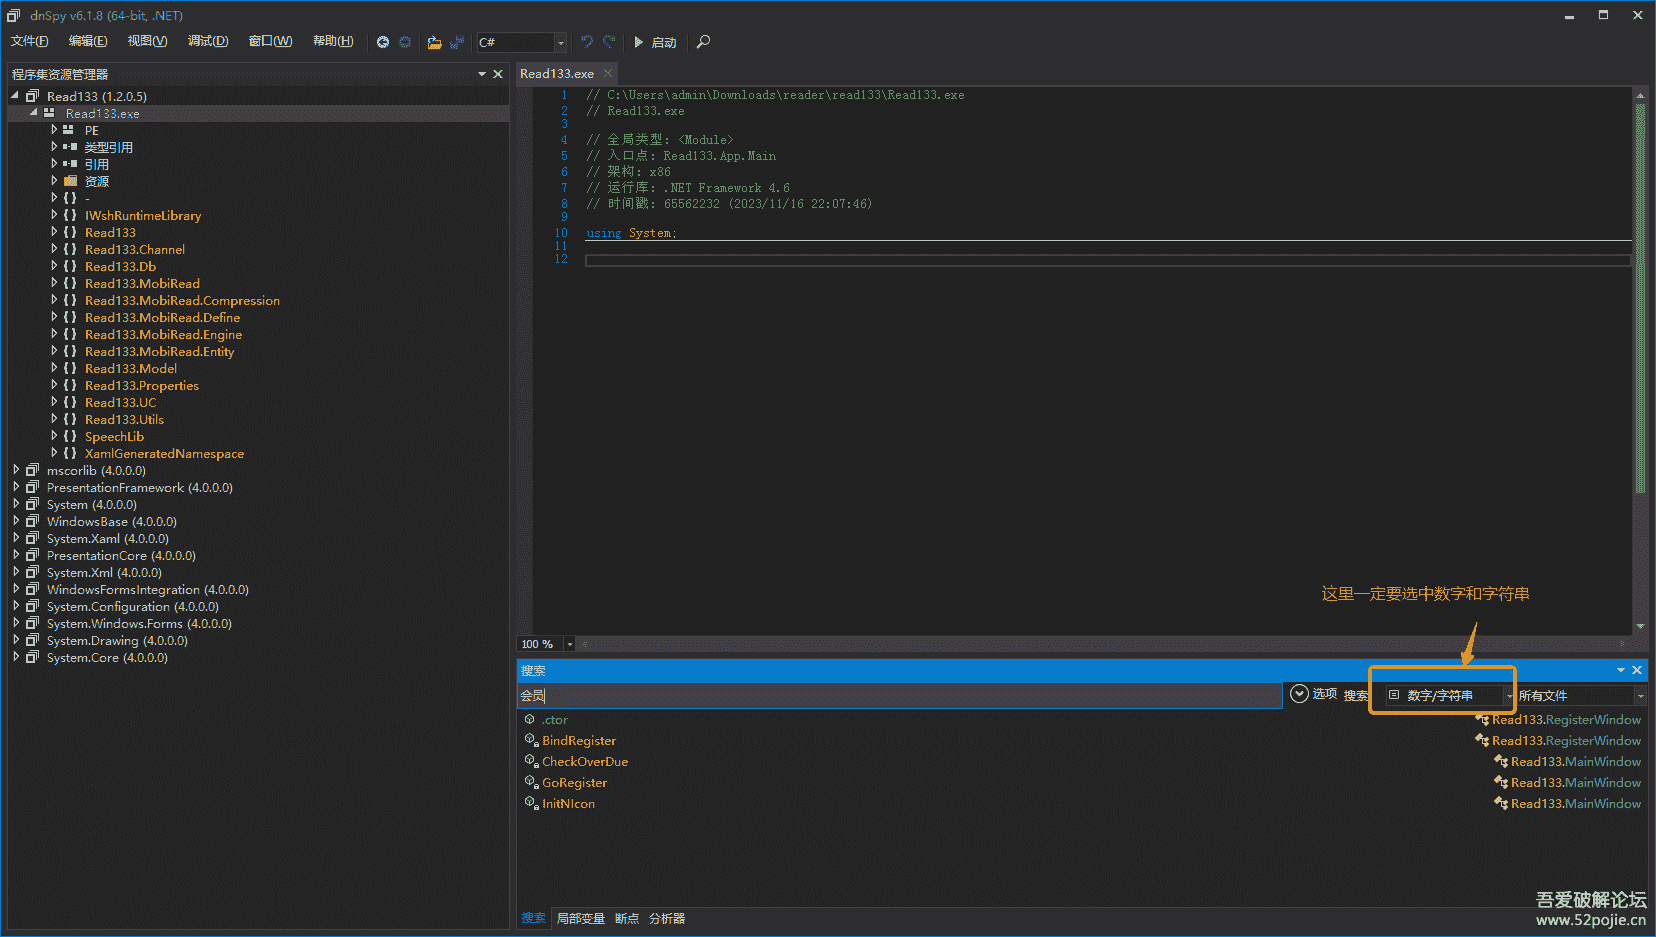 dnSpy v6.1.8 (64-bit, .NET)
文件(F) 编辑(E) 视图(V) 调试(D) 窗口(W) 帮助(H) C# 启动
程序集资源管理器
Read133 (1.2.0.5)
Read133.exe
PE
类型引用
引用
资源
{ } -
{ } IWshRuntimeLibrary
{ } Read133
{ } Read133.Channel
{ } Read133.Db
{ } Read133.MobiRead
{ } Read133.MobiRead.Compression
{ } Read133.MobiRead.Define
{ } Read133.MobiRead.Engine
{ } Read133.MobiRead.Entity
{ } Read133.Model
{ } Read133.Properties
{ } Read133.UC
{ } Read133.Utils
{ } SpeechLib
{ } XamlGeneratedNamespace
mscorlib (4.0.0.0)
PresentationFramework (4.0.0.0)
System (4.0.0.0)
WindowsBase (4.0.0.0)
System.Xaml (4.0.0.0)
PresentationCore (4.0.0.0)
System.Xml (4.0.0.0)
WindowsFormsIntegration (4.0.0.0)
System.Configuration (4.0.0.0)
System.Windows.Forms (4.0.0.0)
System.Drawing (4.0.0.0)
System.Core (4.0.0.0)
Read133.exe
1 // C:\Users\admin\Downloads\reader\read133\Read133.exe
2 // Read133.exe
3
4 // 全局类型: <Module>
5 // 入口点: Read133.App.Main
6 // 架构: x86
7 // 运行库: .NET Framework 4.6
8 // 时间戳: 65562232 (2023/11/16 22:07:46)
9
10 using System;
11
12
这里一定要选中数字和字符串
100 %
搜索
会员 选项 搜索 数字/字符串 所有文件
.ctor Read133.RegisterWindow
BindRegister Read133.RegisterWindow
CheckOverDue Read133.MainWindow
GoRegister Read133.MainWindow
InitNIcon Read133.MainWindow
搜索 局部变量 断点 分析器
吾爱破解论坛
www.52pojie.cn